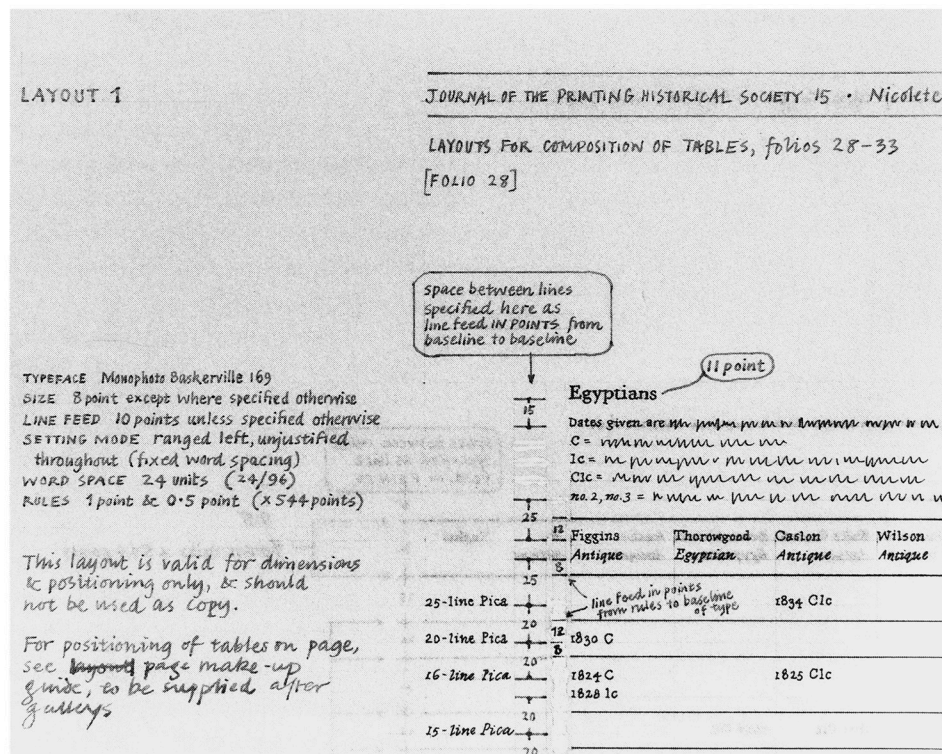 LAYOUT 1
JOURNAL OF THE PRINTING HISTORICAL SOCIETY 15 · Nicolete
LAYOUTS FOR COMPOSITION OF TABLES, folios 28-33
[FOLIO 28]
space between lines
specified here as
line feed IN POINTS from
baseline to baseline
11 point
TYPEFACE Monophoto Baskerville 169
SIZE 8 point except where specified otherwise
LINE FEED 10 points unless specified otherwise
SETTING MODE ranged left, unjustified
throughout (fixed word spacing)
WORD SPACE 24 units (24/96)
RULES 1 point & 0·5 point (× 544 points)
This layout is valid for dimensions
& positioning only, & should
not be used as copy.
For positioning of tables on page,
see page make-up
guide, to be supplied after
galleys
Egyptians
15
Dates given are
C =
lc =
Clc =
no. 2, no. 3 =
25
12 Figgins Thorowgood Caslon Wilson
Antique Egyptian Antique Antique
8
25
line feed in points
from rules to baseline
of type
25-line Pica 1834 Clc
20
20-line Pica 12 1830 C
8
20
16-line Pica 1824 C 1825 Clc
1828 lc
20
15-line Pica
20